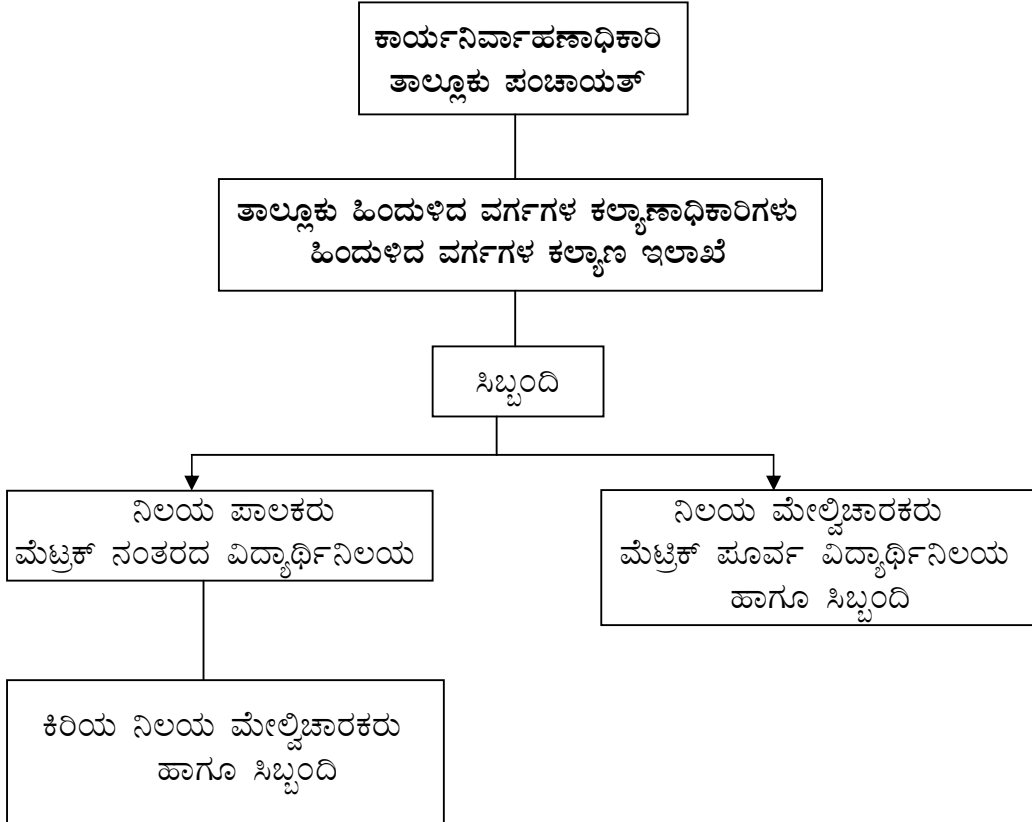 ಕಾರ್ಯನಿರ್ವಾಹಣಾಧಿಕಾರಿ
ತಾಲ್ಲೂಕು ಪಂಚಾಯತ್
ತಾಲ್ಲೂಕು ಹಿಂದುಳಿದ ವರ್ಗಗಳ ಕಲ್ಯಾಣಾಧಿಕಾರಿಗಳು
ಹಿಂದುಳಿದ ವರ್ಗಗಳ ಕಲ್ಯಾಣ ಇಲಾಖೆ
ಸಿಬ್ಬಂದಿ
ನಿಲಯ ಪಾಲಕರು
ಮೆಟ್ರಕ್ ನಂತರದ ವಿದ್ಯಾರ್ಥಿನಿಲಯ
ನಿಲಯ ಮೇಲ್ವಿಚಾರಕರು
ಮೆಟ್ರಿಕ್ ಪೂರ್ವ ವಿದ್ಯಾರ್ಥಿನಿಲಯ
ಹಾಗೂ ಸಿಬ್ಬಂದಿ
ಕಿರಿಯ ನಿಲಯ ಮೇಲ್ವಿಚಾರಕರು
ಹಾಗೂ ಸಿಬ್ಬಂದಿ